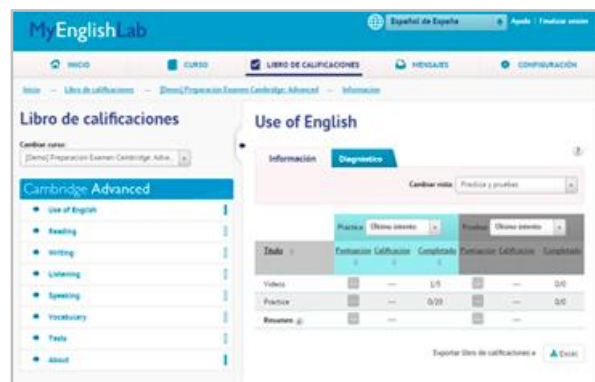 MyEnglishLab
Español de España
Ayuda | Finalizar sesión
INICIO
CURSO
LIBRO DE CALIFICACIONES
MENSAJES
CONFIGURACIÓN
Inicio — Libro de calificaciones — [Demo] Preparación Examen Cambridge: Advanced — Información
Libro de calificaciones
Cambiar curso:
[Demo] Preparación Examen Cambridge: Adva...
Cambridge Advanced
Use of English
Reading
Writing
Listening
Speaking
Vocabulary
Tests
About
Use of English
Información
Diagnóstico
Cambiar vista: Práctica y pruebas
Práctica Último intento
Pruebas Último intento
Título Puntuación Calificación Completado Puntuación Calificación Completado
Videos — 1/5 — 0/0
Practice — 0/20 — 0/0
Resumen
Exportar libro de calificaciones a Excel